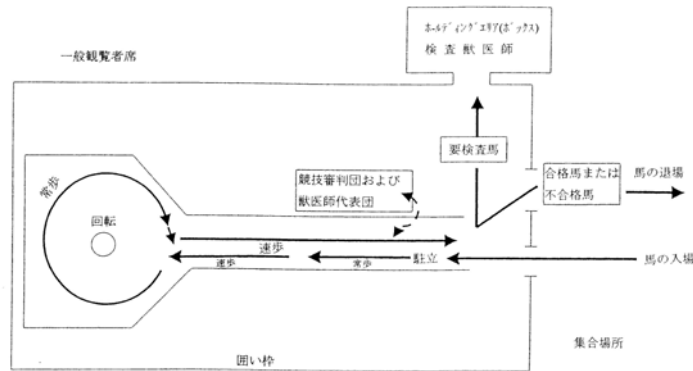 ホールディングエリア(ボックス)
検査獣医師
一般観覧者席
要検査馬
合格馬または
不合格馬
馬の退場
競技審判団および
獣医師代表団
常歩
回転
速歩
速歩
常歩
駐立
馬の入場
集合場所
囲い枠